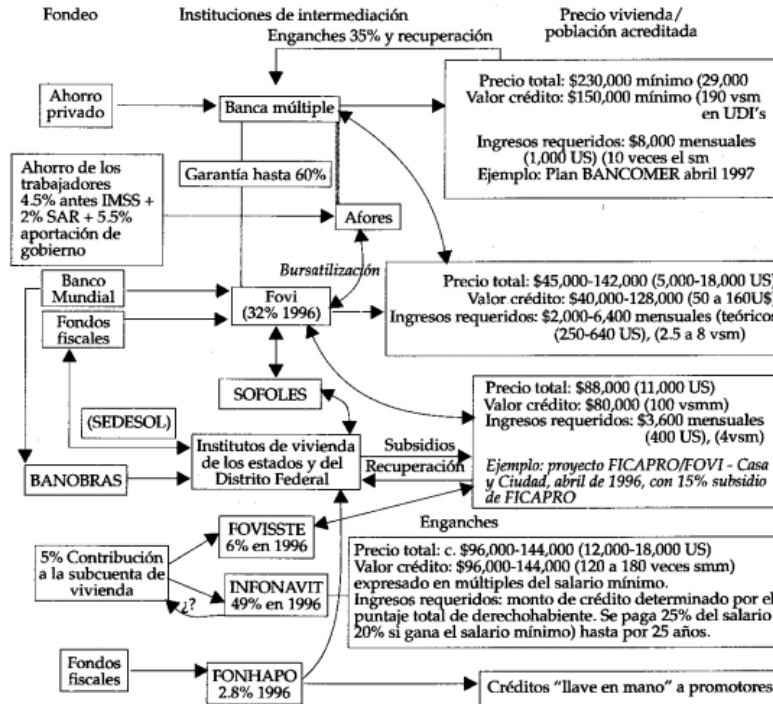 Fondeo
Instituciones de intermediación
Precio vivienda/
población acreditada
Enganches 35% y recuperación
Ahorro
privado
Banca múltiple
Precio total: $230,000 mínimo (29,000
Valor crédito: $150,000 mínimo (190 vsm
en UDI's
Ingresos requeridos: $8,000 mensuales
(1,000 US) (10 veces el sm
Ejemplo: Plan BANCOMER abril 1997
Garantía hasta 60%
Ahorro de los
trabajadores
4.5% antes IMSS +
2% SAR + 5.5%
aportación de
gobierno
Afores
Bursatilización
Banco
Mundial
Fondos
fiscales
Fovi
(32% 1996)
Precio total: $45,000-142,000 (5,000-18,000 US)
Valor crédito: $40,000-128,000 (50 a 160U$)
Ingresos requeridos: $2,000-6,400 mensuales (teóricos
(250-640 US), (2.5 a 8 vsm)
SOFOLES
(SEDESOL)
Institutos de vivienda
de los estados y del
Distrito Federal
Subsidios
Recuperación
BANOBRAS
Precio total: $88,000 (11,000 US)
Valor crédito: $80,000 (100 vsmm)
Ingresos requeridos: $3,600 mensuales
(400 US), (4vsm)
Ejemplo: proyecto FICAPRO/FOVI - Casa
y Ciudad, abril de 1996, con 15% subsidio
de FICAPRO
Enganches
FOVISSTE
6% en 1996
5% Contribución
a la subcuenta de
vivienda
¿?
INFONAVIT
49% en 1996
Precio total: c. $96,000-144,000 (12,000-18,000 US)
Valor crédito: $96,000-144,000 (120 a 180 veces smm)
expresado en múltiples del salario mínimo.
Ingresos requeridos: monto de crédito determinado por el
puntaje total de derechohabiente. Se paga 25% del salario
20% si gana el salario mínimo) hasta por 25 años.
Fondos
fiscales
FONHAPO
2.8% 1996
Créditos "llave en mano" a promotores